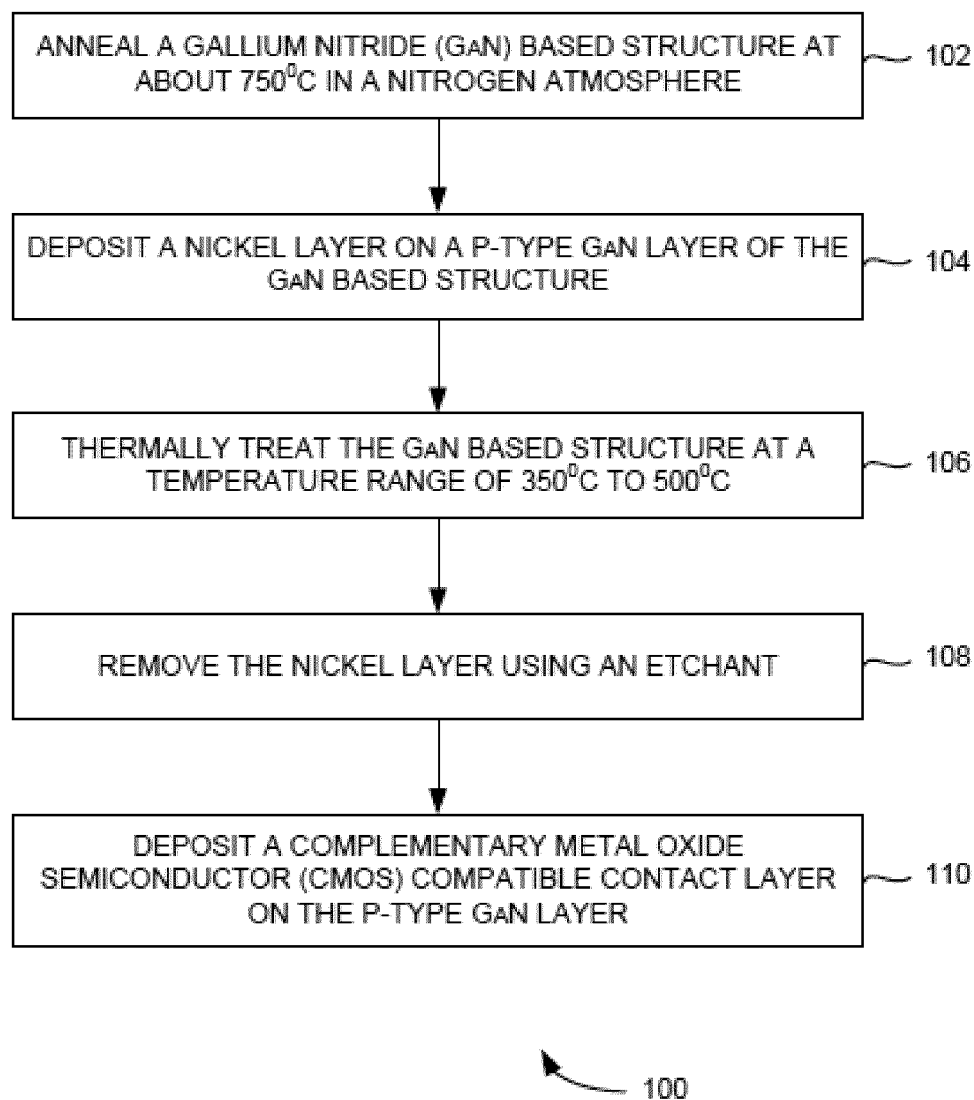 ANNEAL A GALLIUM NITRIDE (GAN) BASED STRUCTURE AT
ABOUT 750⁰C IN A NITROGEN ATMOSPHERE
102
DEPOSIT A NICKEL LAYER ON A P-TYPE GAN LAYER OF THE
GAN BASED STRUCTURE
104
THERMALLY TREAT THE GAN BASED STRUCTURE AT A
TEMPERATURE RANGE OF 350⁰C TO 500⁰C
106
REMOVE THE NICKEL LAYER USING AN ETCHANT
108
DEPOSIT A COMPLEMENTARY METAL OXIDE
SEMICONDUCTOR (CMOS) COMPATIBLE CONTACT LAYER
ON THE P-TYPE GAN LAYER
110
100